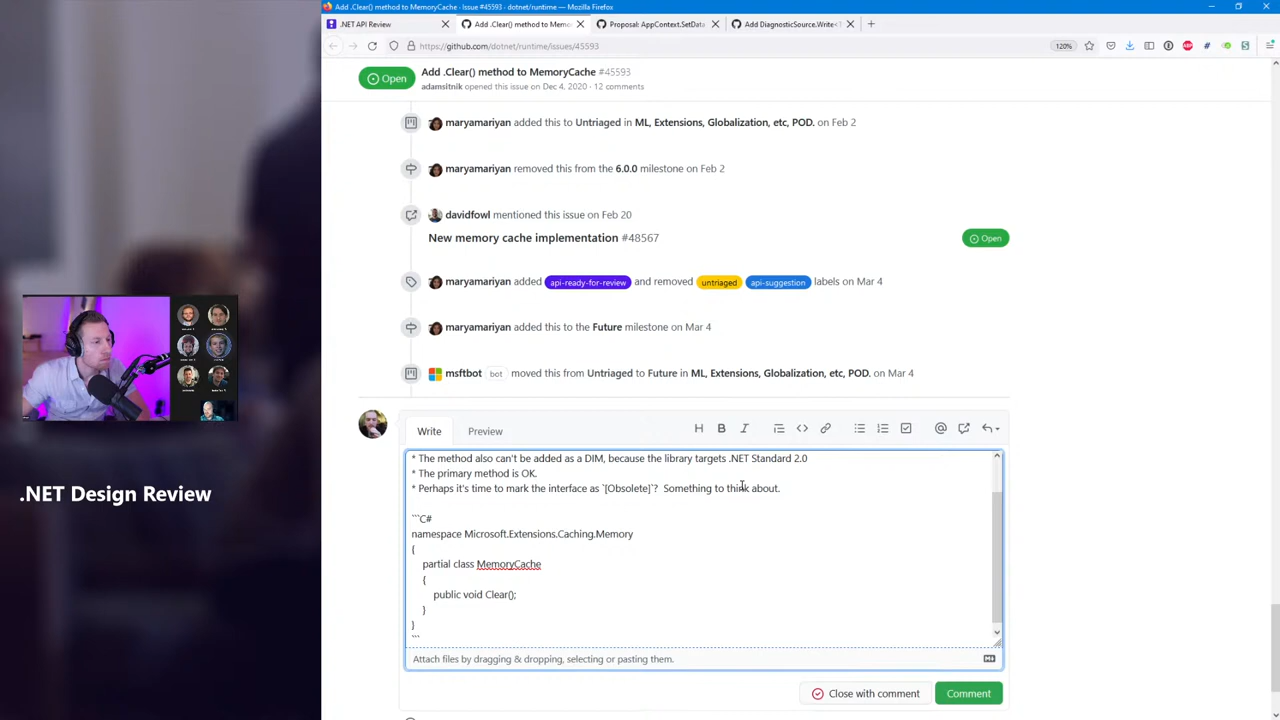 Add .Clear() method to MemoryCache · Issue #45593 · dotnet/runtime — Mozilla Firefox
.NET API Review
Add .Clear() method to Memo
Proposal: AppContext.SetData
Add DiagnosticSource.Write<T
https://github.com/dotnet/runtime/issues/45593
120%
Open
Add .Clear() method to MemoryCache #45593
adamsitnik opened this issue on Dec 4, 2020 · 12 comments
maryamariyan added this to Untriaged in ML, Extensions, Globalization, etc, POD. on Feb 2
maryamariyan removed this from the 6.0.0 milestone on Feb 2
davidfowl mentioned this issue on Feb 20
New memory cache implementation #48567
Open
maryamariyan added api-ready-for-review and removed untriaged api-suggestion labels on Mar 4
maryamariyan added this to the Future milestone on Mar 4
msftbot bot moved this from Untriaged to Future in ML, Extensions, Globalization, etc, POD. on Mar 4
Write
Preview
* The method also can't be added as a DIM, because the library targets .NET Standard 2.0
* The primary method is OK.
* Perhaps it's time to mark the interface as `[Obsolete]`?  Something to think about.
```C#
namespace Microsoft.Extensions.Caching.Memory
{
partial class MemoryCache
{
public void Clear();
}
}
```
Attach files by dragging & dropping, selecting or pasting them.
Close with comment
Comment
.NET Design Review